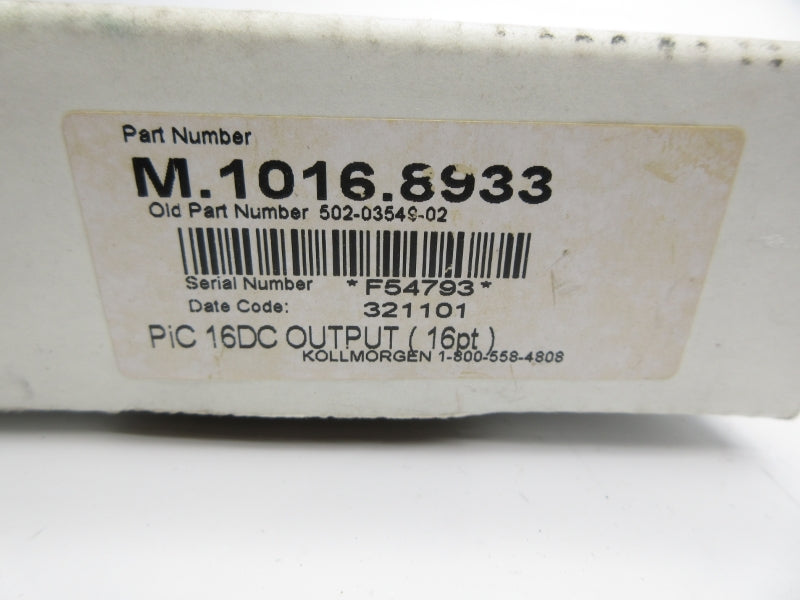 Part Number
M.1016.8933
Old Part Number 502-03549-02
Serial Number *F54793*
Date Code: 321101
PiC 16DC OUTPUT ( 16pt )
KOLLMORGEN 1-800-558-4808